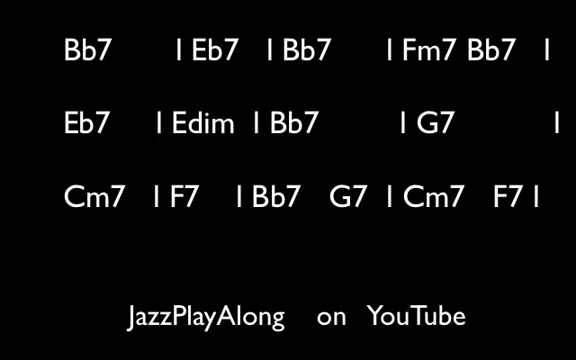 Bb7 | Eb7 | Bb7 | Fm7 Bb7 |
Eb7 | Edim | Bb7 | G7 |
Cm7 | F7 | Bb7 G7 | Cm7 F7 |
JazzPlayAlong on YouTube